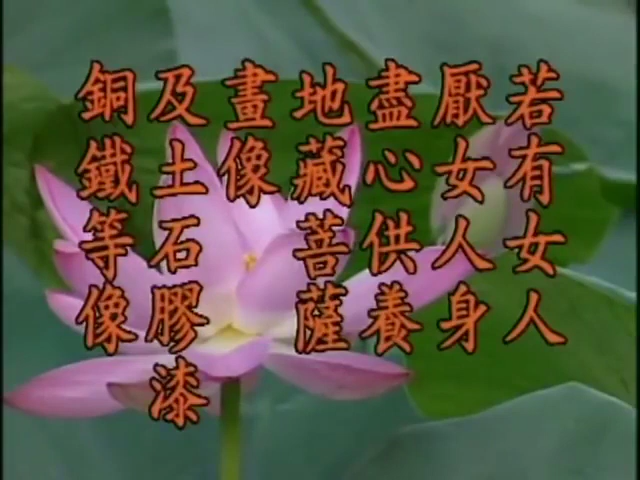 若有女人
厭女人身
盡心供養
地藏菩薩
畫像
及土石膠漆
銅鐵等像